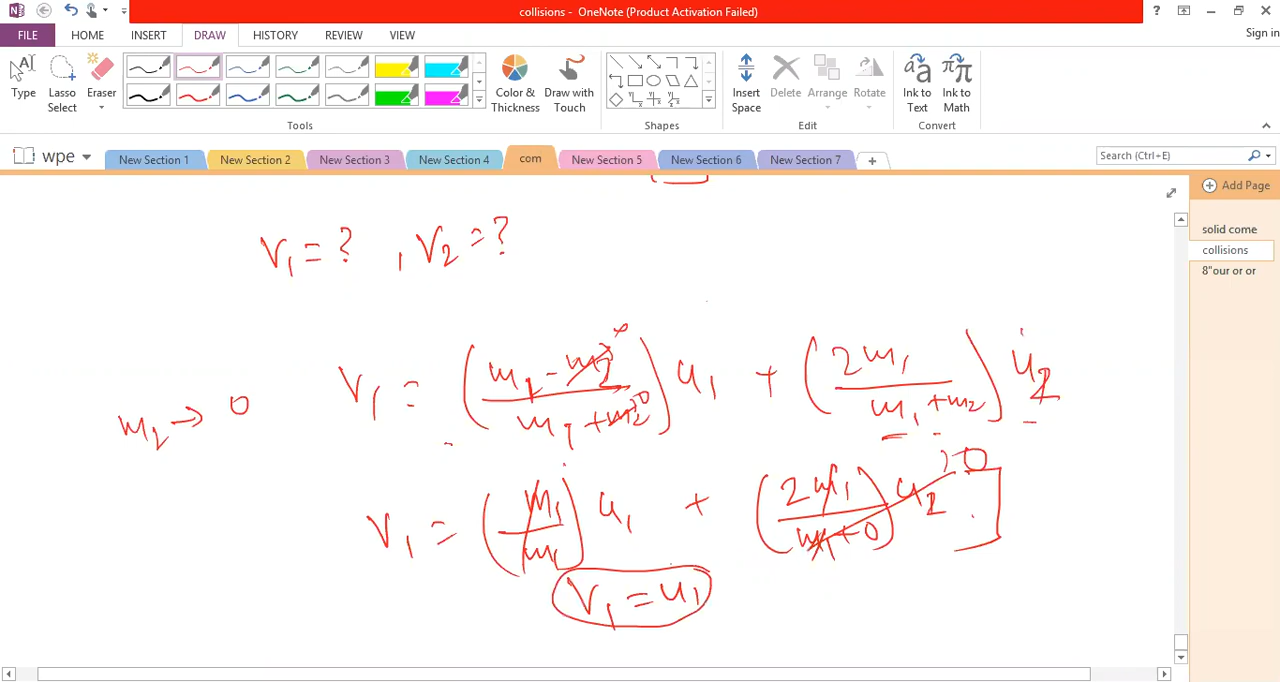 collisions - OneNote (Product Activation Failed)
FILE HOME INSERT DRAW HISTORY REVIEW VIEW Sign in
Type Lasso Select Eraser Color & Thickness Draw with Touch Insert Space Delete Arrange Rotate Ink to Text Ink to Math
Tools Shapes Edit Convert
wpe New Section 1 New Section 2 New Section 3 New Section 4 com New Section 5 New Section 6 New Section 7 Search (Ctrl+E)
Add Page
solid come
collisions
8"our or or
V₁ = ? , V₂ = ?
V₁ = (m₁ - m₂ / m₁ + m₂) u₁ + (2m₁ / m₁ + m₂) u₂
m₂ → 0
V₁ = (m₁ / m₁) u₁ + (2m₁ / m₁ + 0) u₂ = 0
V₁ = u₁